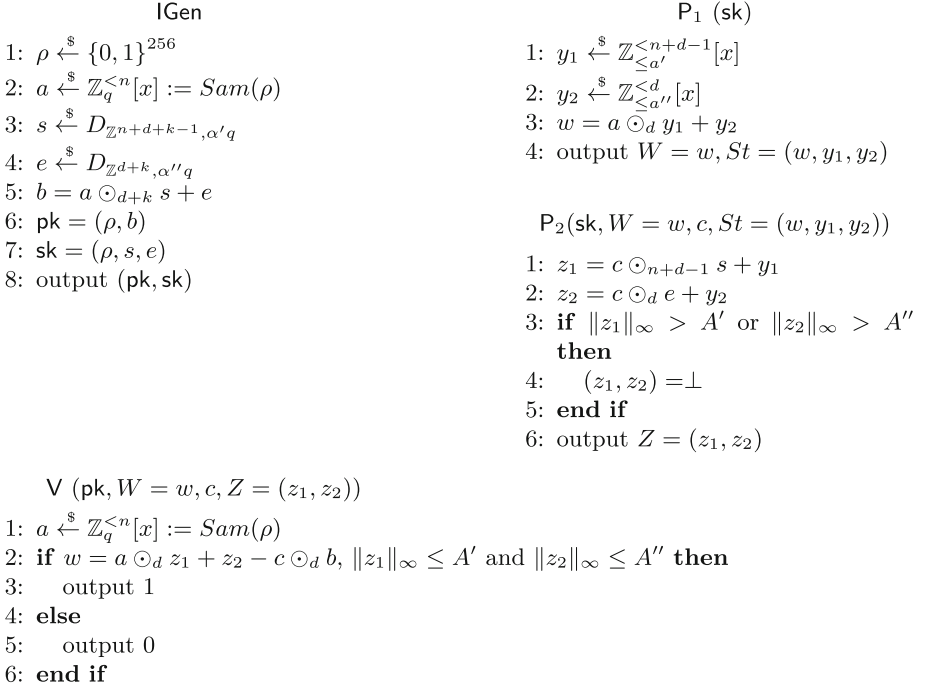 IGen
1: ρ ←$ {0, 1}^256
2: a ←$ ℤ_q^{<n}[x] := Sam(ρ)
3: s ←$ D_{ℤ^{n+d+k−1},α′q}
4: e ←$ D_{ℤ^{d+k},α″q}
5: b = a ⊙_{d+k} s + e
6: pk = (ρ, b)
7: sk = (ρ, s, e)
8: output (pk, sk)
P_1 (sk)
1: y_1 ←$ ℤ_{≤a′}^{<n+d−1}[x]
2: y_2 ←$ ℤ_{≤a″}^{<d}[x]
3: w = a ⊙_d y_1 + y_2
4: output W = w, St = (w, y_1, y_2)
P_2(sk, W = w, c, St = (w, y_1, y_2))
1: z_1 = c ⊙_{n+d−1} s + y_1
2: z_2 = c ⊙_d e + y_2
3: if ‖z_1‖_∞ > A′ or ‖z_2‖_∞ > A″
then
4: (z_1, z_2) =⊥
5: end if
6: output Z = (z_1, z_2)
V (pk, W = w, c, Z = (z_1, z_2))
1: a ←$ ℤ_q^{<n}[x] := Sam(ρ)
2: if w = a ⊙_d z_1 + z_2 − c ⊙_d b, ‖z_1‖_∞ ≤ A′ and ‖z_2‖_∞ ≤ A″ then
3: output 1
4: else
5: output 0
6: end if